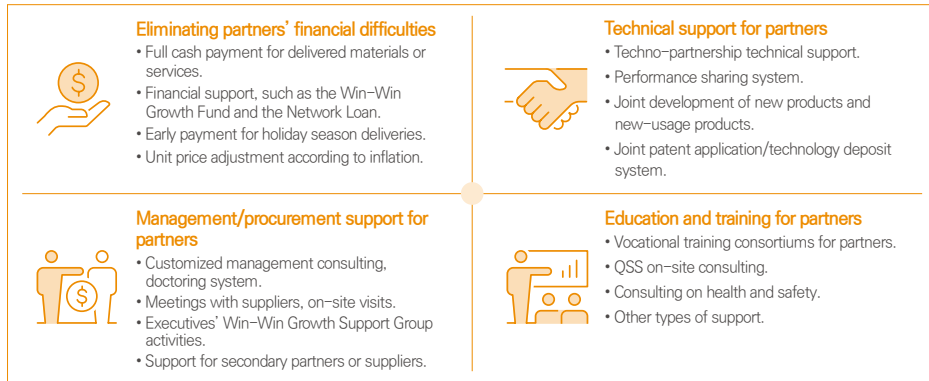 Eliminating partners’ financial difficulties
• Full cash payment for delivered materials or
services.
• Financial support, such as the Win-Win
Growth Fund and the Network Loan.
• Early payment for holiday season deliveries.
• Unit price adjustment according to inflation.
Technical support for partners
• Techno-partnership technical support.
• Performance sharing system.
• Joint development of new products and
new-usage products.
• Joint patent application/technology deposit
system.
Management/procurement support for
partners
• Customized management consulting,
doctoring system.
• Meetings with suppliers, on-site visits.
• Executives’ Win-Win Growth Support Group
activities.
• Support for secondary partners or suppliers.
Education and training for partners
• Vocational training consortiums for partners.
• QSS on-site consulting.
• Consulting on health and safety.
• Other types of support.
$
$